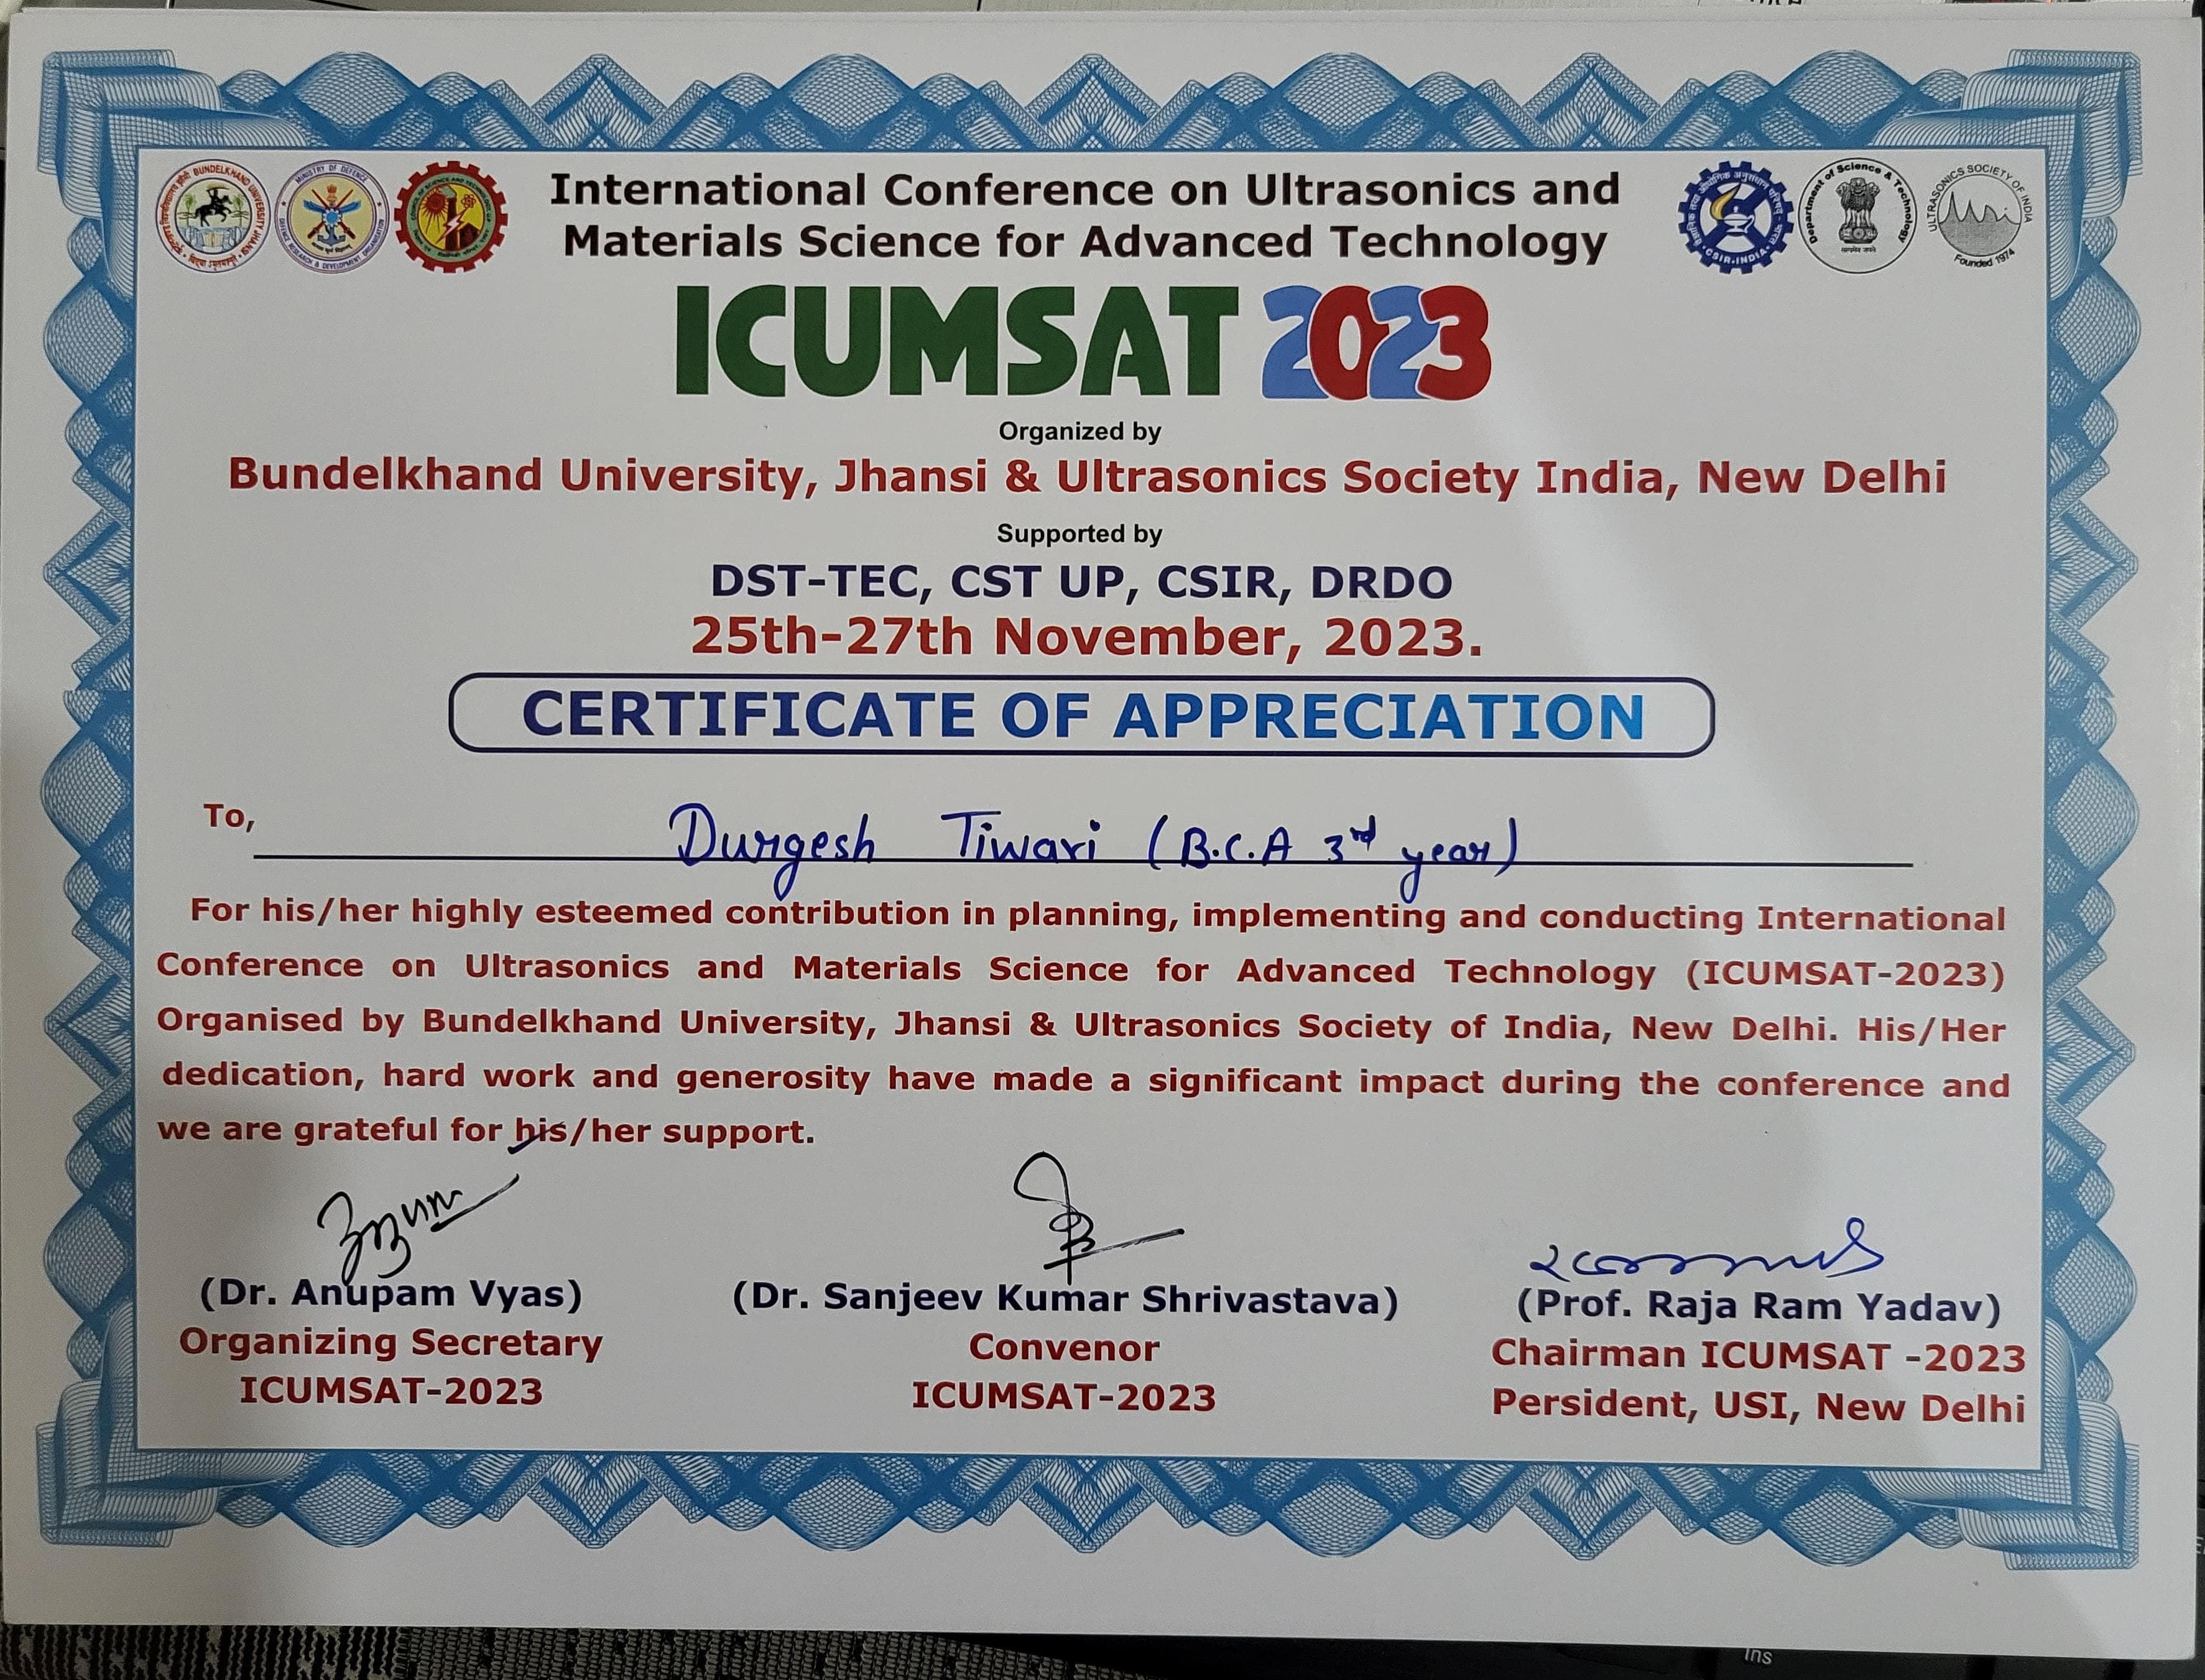 BUNDELKHAND UNIVERSITY JHANSI
MINISTRY OF DEFENCE
DEFENCE RESEARCH & DEVELOPMENT ORGANISATION
International Conference on Ultrasonics and
Materials Science for Advanced Technology
CSIR-INDIA
Department of Science & Technology
सत्यमेव जयते
ULTRASONICS SOCIETY OF INDIA
Founded 1974
ICUMSAT 2023
Organized by
Bundelkhand University, Jhansi & Ultrasonics Society India, New Delhi
Supported by
DST-TEC, CST UP, CSIR, DRDO
25th-27th November, 2023.
CERTIFICATE OF APPRECIATION
To,
Durgesh Tiwari (B.C.A 3rd year)
For his/her highly esteemed contribution in planning, implementing and conducting International
Conference on Ultrasonics and Materials Science for Advanced Technology (ICUMSAT-2023)
Organised by Bundelkhand University, Jhansi & Ultrasonics Society of India, New Delhi. His/Her
dedication, hard work and generosity have made a significant impact during the conference and
we are grateful for his/her support.
(Dr. Anupam Vyas)
Organizing Secretary
ICUMSAT-2023
(Dr. Sanjeev Kumar Shrivastava)
Convenor
ICUMSAT-2023
(Prof. Raja Ram Yadav)
Chairman ICUMSAT -2023
Persident, USI, New Delhi
Ins